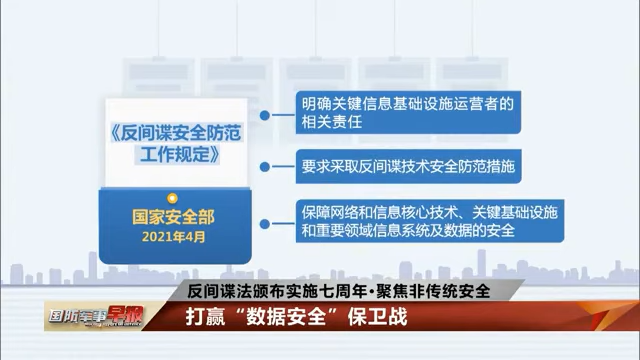 《反间谍安全防范
工作规定》
国家安全部
2021年4月
明确关键信息基础设施运营者的
相关责任
要求采取反间谍技术安全防范措施
保障网络和信息核心技术、关键基础设施
和重要领域信息系统及数据的安全
反间谍法颁布实施七周年·聚焦非传统安全
国防军事早报
打赢“数据安全”保卫战